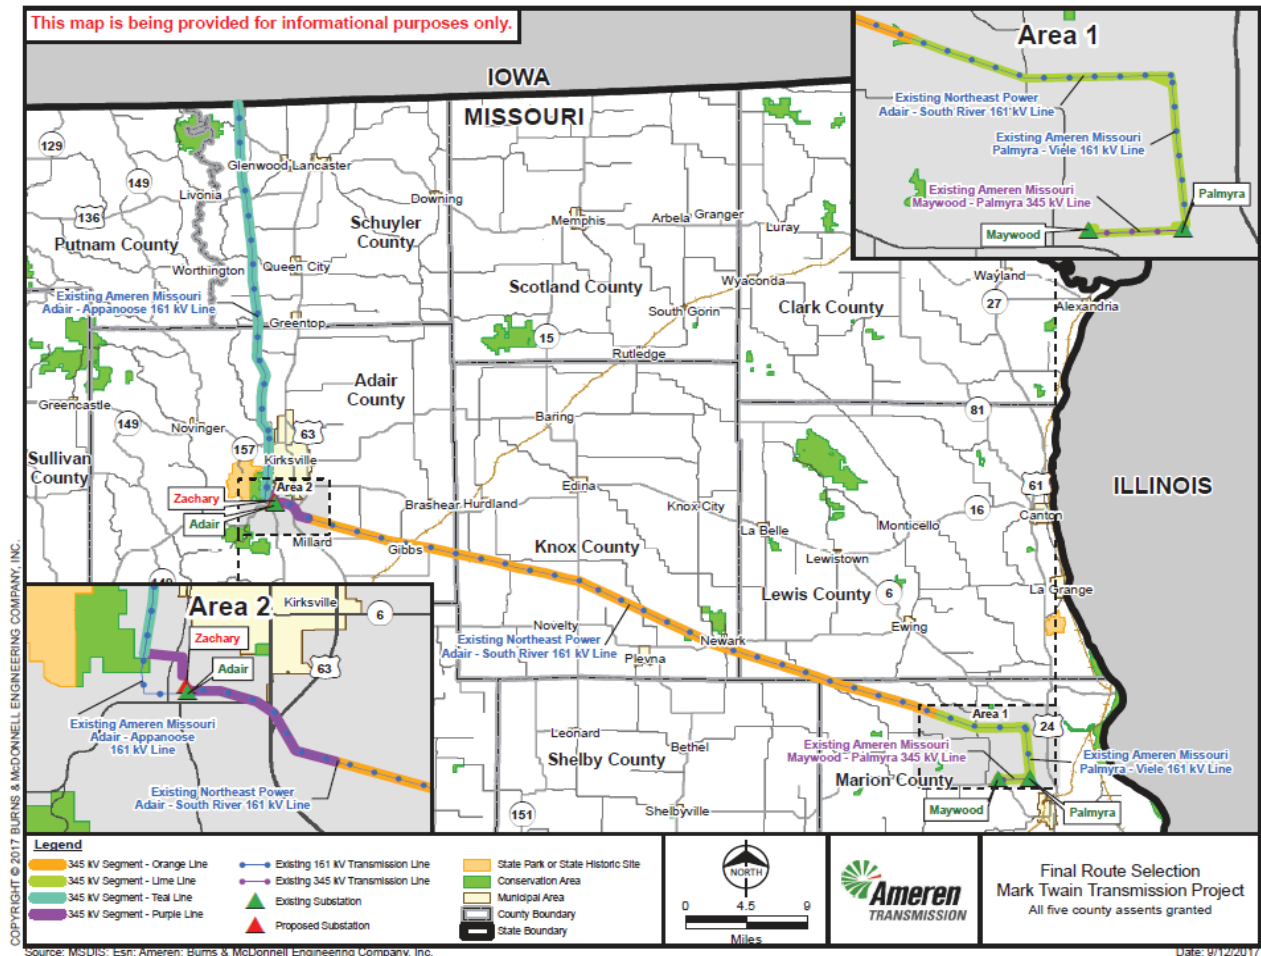 This map is being provided for informational purposes only.
IOWA
MISSOURI
ILLINOIS
Area 1
Existing Northeast Power
Adair - South River 161 kV Line
Existing Ameren Missouri
Palmyra - Viele 161 kV Line
Existing Ameren Missouri
Maywood - Palmyra 345 kV Line
Palmyra
Maywood
129
149
136
Glenwood
Lancaster
Livonia
Downing
Schuyler
County
Putnam County
Memphis
Arbela
Granger
Luray
Worthington
Queen City
Scotland County
Wyaconda
Wayland
27
Alexandria
Clark County
Existing Ameren Missouri
Adair - Appanoose 161 kV Line
Greentop
South Gorin
15
Rutledge
Adair
County
Greencastle
149
Novinger
63
157
Kirksville
Baring
81
Sullivan
County
Area 2
Zachary
Adair
Millard
Brashear
Hurdland
Edina
Knox City
61
16
Canton
La Belle
Monticello
Gibbs
Knox County
Lewistown
Lewis County
6
La Grange
Ewing
Novelty
Existing Northeast Power
Adair - South River 161 kV Line
Newark
Plevna
149
Area 2
Kirksville
6
Zachary
Adair
63
Existing Ameren Missouri
Adair - Appanoose
161 kV Line
Existing Northeast Power
Adair - South River 161 kV Line
Leonard
Shelby County
Bethel
Shelbyville
151
Area 1
24
Existing Ameren Missouri
Maywood - Palmyra 345 kV Line
Marion County
Existing Ameren Missouri
Palmyra - Viele 161 kV Line
Maywood
Palmyra
COPYRIGHT © 2017 BURNS & McDONNELL ENGINEERING COMPANY, INC.
Legend
345 kV Segment - Orange Line
345 kV Segment - Lime Line
345 kV Segment - Teal Line
345 kV Segment - Purple Line
Existing 161 kV Transmission Line
Existing 345 kV Transmission Line
Existing Substation
Proposed Substation
State Park or State Historic Site
Conservation Area
Municipal Area
County Boundary
State Boundary
NORTH
0 4.5 9
Miles
Ameren
TRANSMISSION
Final Route Selection
Mark Twain Transmission Project
All five county assents granted
Source: MSDIS; Esri; Ameren; Burns & McDonnell Engineering Company, Inc.
Date: 9/12/2017